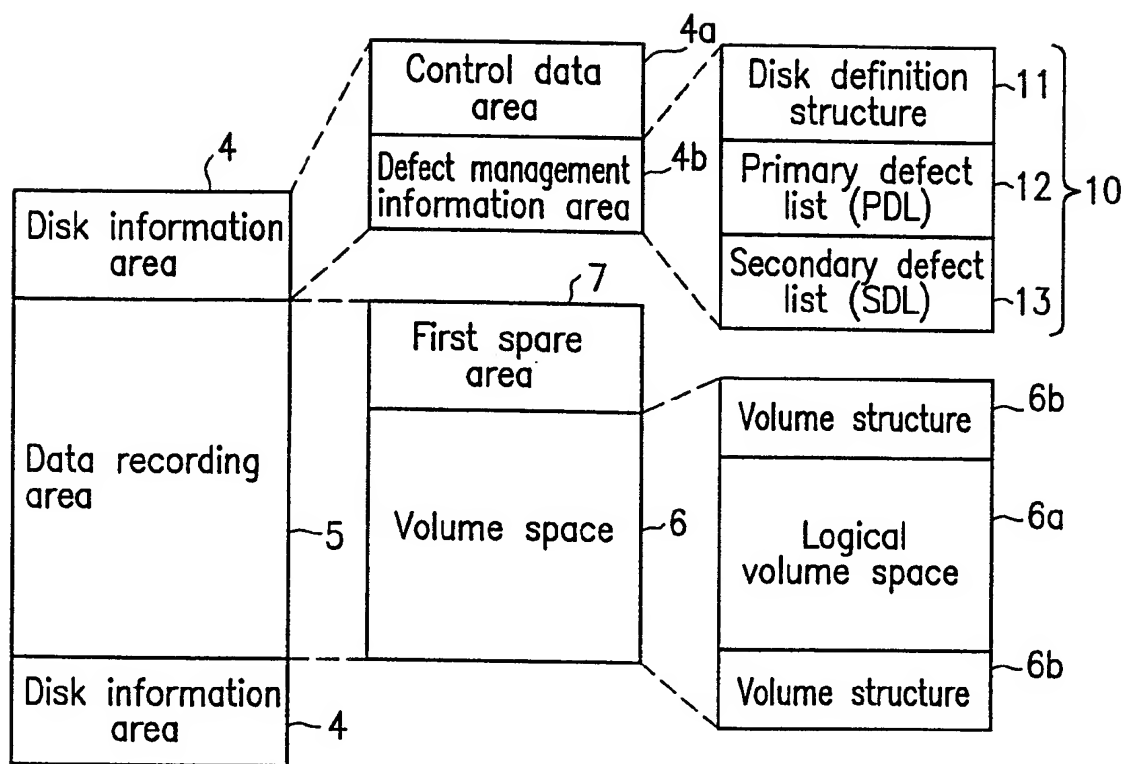 4
Disk information
area
Data recording
area
5
Disk information
area
4
4a
Control data
area
4b
Defect management
information area
7
First spare
area
Volume space
6
Disk definition
structure
11
Primary defect
list (PDL)
12
Secondary defect
list (SDL)
13
10
6b
Volume structure
6a
Logical
volume space
6b
Volume structure